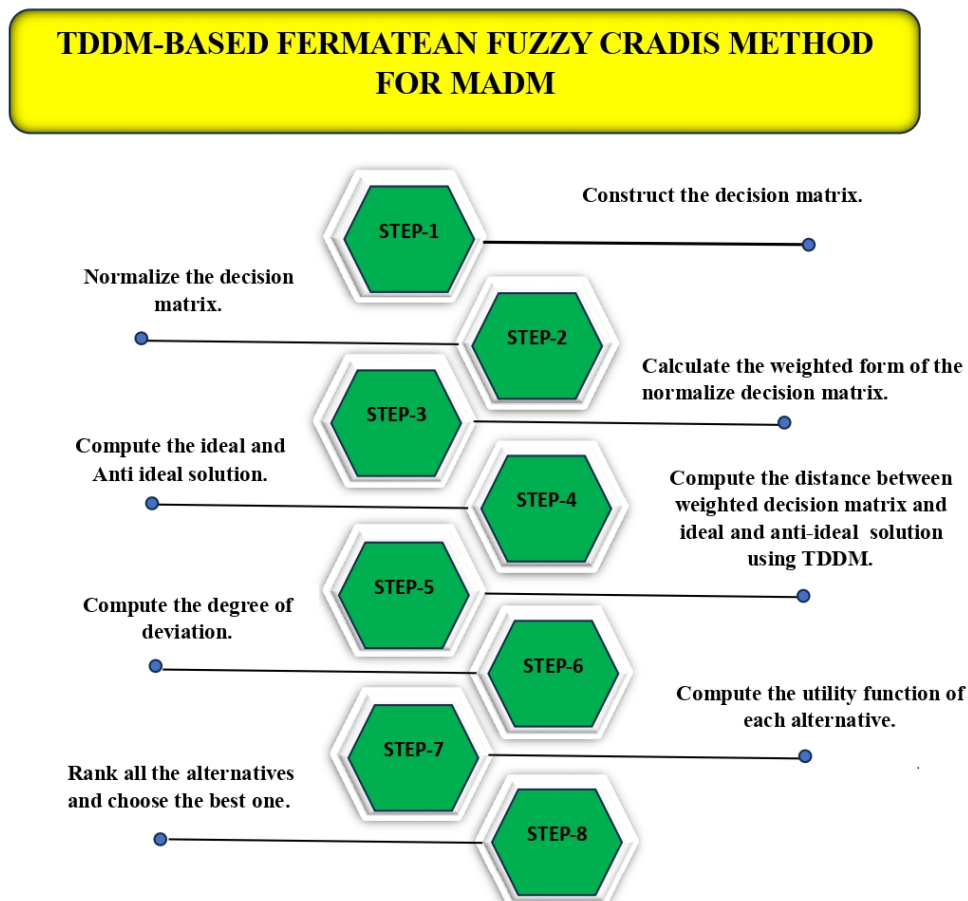 TDDM-BASED FERMATEAN FUZZY CRADIS METHOD
FOR MADM
STEP-1
Construct the decision matrix.
Normalize the decision
matrix.
STEP-2
Calculate the weighted form of the
normalize decision matrix.
STEP-3
Compute the ideal and
Anti ideal solution.
STEP-4
Compute the distance between
weighted decision matrix and
ideal and anti-ideal solution
using TDDM.
STEP-5
Compute the degree of
deviation.
STEP-6
Compute the utility function of
each alternative.
STEP-7
Rank all the alternatives
and choose the best one.
STEP-8